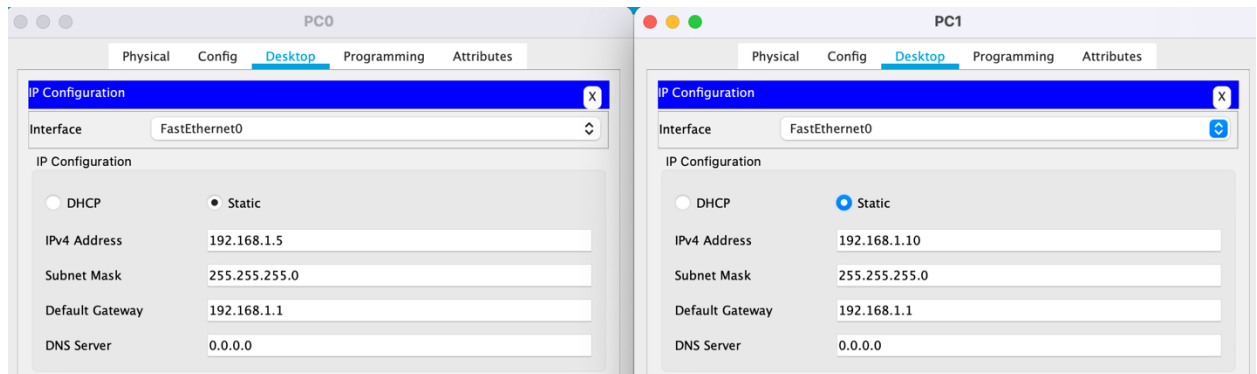 PC0
Physical Config Desktop Programming Attributes
IP Configuration X
Interface FastEthernet0
IP Configuration
DHCP Static
IPv4 Address 192.168.1.5
Subnet Mask 255.255.255.0
Default Gateway 192.168.1.1
DNS Server 0.0.0.0
PC1
Physical Config Desktop Programming Attributes
IP Configuration X
Interface FastEthernet0
IP Configuration
DHCP Static
IPv4 Address 192.168.1.10
Subnet Mask 255.255.255.0
Default Gateway 192.168.1.1
DNS Server 0.0.0.0